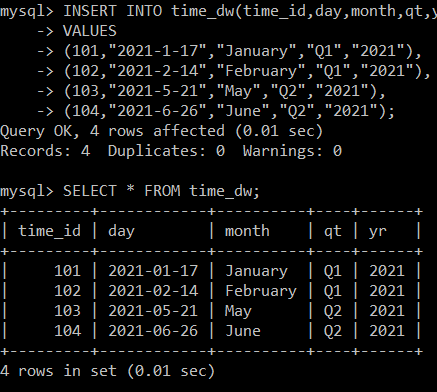 mysql> INSERT INTO time_dw(time_id,day,month,qt,y
    -> VALUES
    -> (101,"2021-1-17","January","Q1","2021"),
    -> (102,"2021-2-14","February","Q1","2021"),
    -> (103,"2021-5-21","May","Q2","2021"),
    -> (104,"2021-6-26","June","Q2","2021");
Query OK, 4 rows affected (0.01 sec)
Records: 4  Duplicates: 0  Warnings: 0

mysql> SELECT * FROM time_dw;
+---------+------------+----------+----+------+
| time_id | day        | month    | qt | yr   |
+---------+------------+----------+----+------+
|     101 | 2021-01-17 | January  | Q1 | 2021 |
|     102 | 2021-02-14 | February | Q1 | 2021 |
|     103 | 2021-05-21 | May      | Q2 | 2021 |
|     104 | 2021-06-26 | June     | Q2 | 2021 |
+---------+------------+----------+----+------+
4 rows in set (0.01 sec)